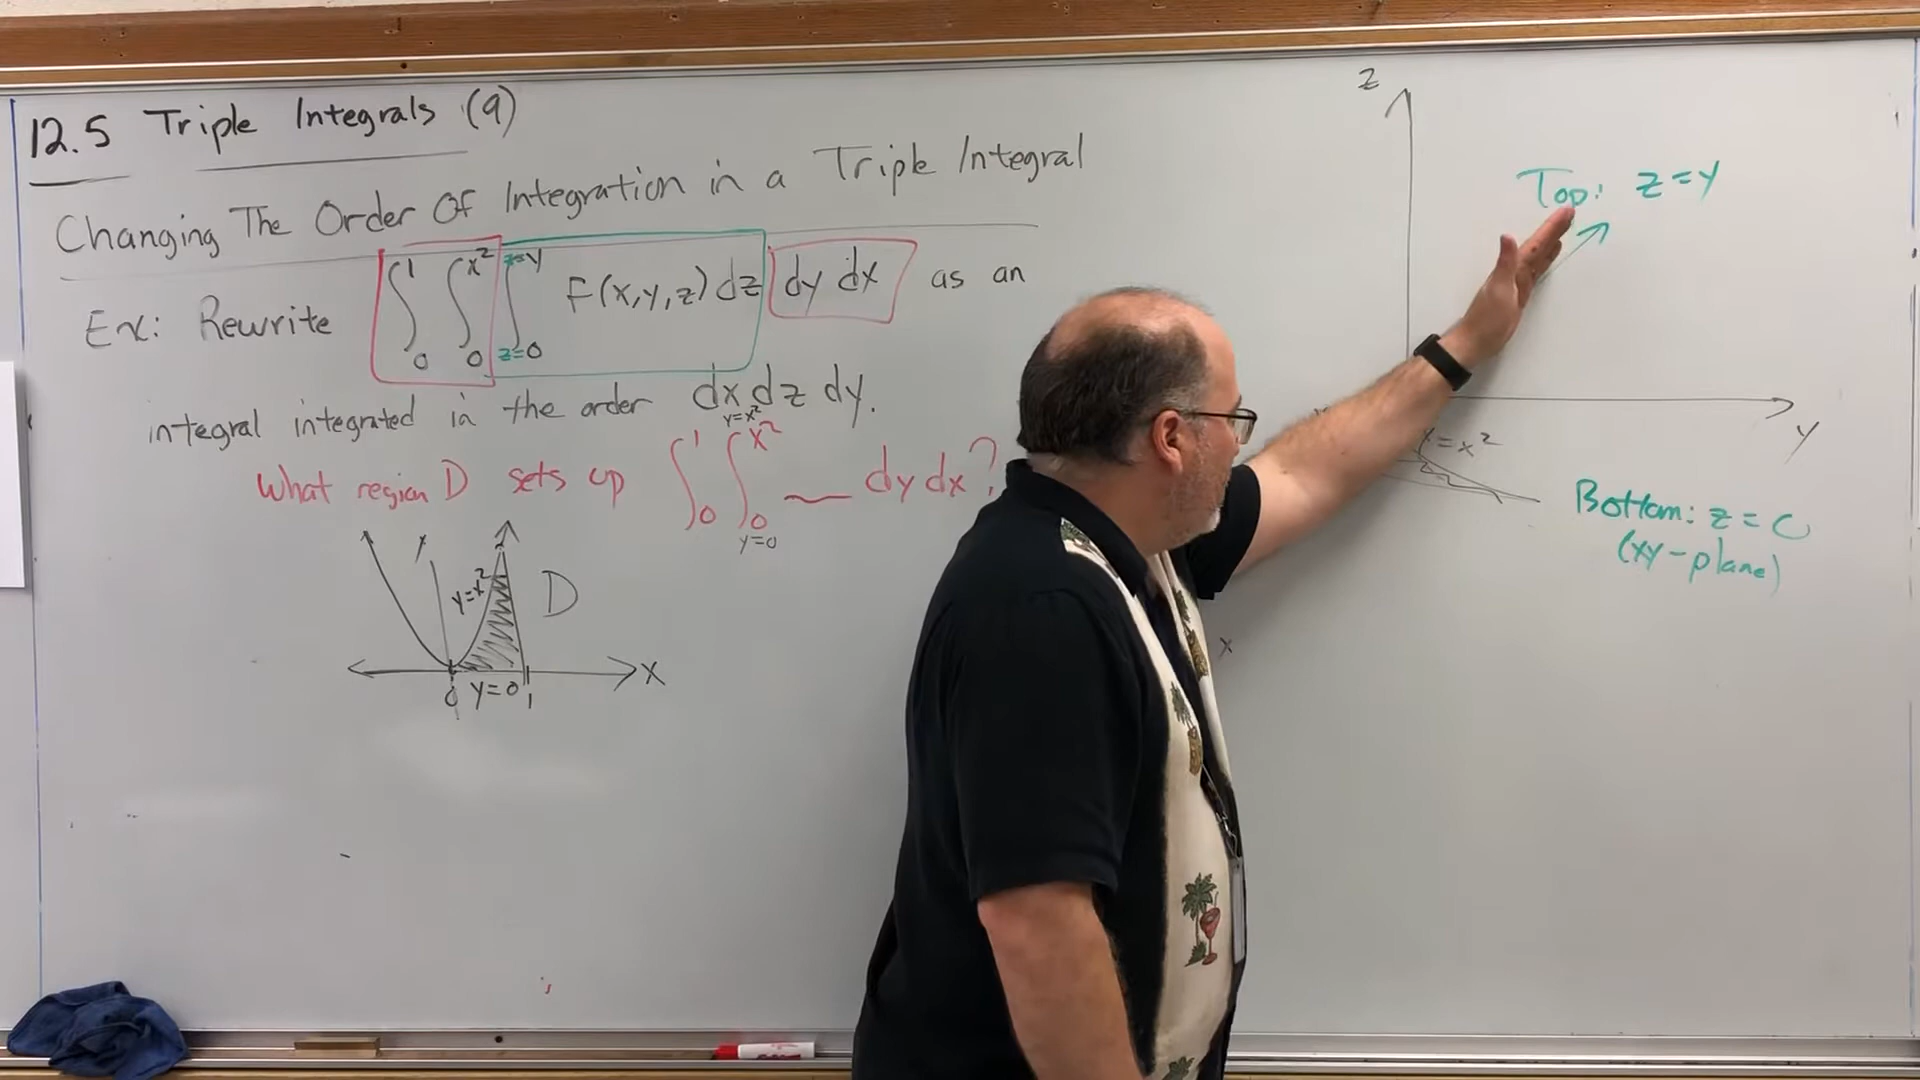 12.5 Triple Integrals (9)
Changing The Order Of Integration in a Triple Integral
Ex: Rewrite ∫₀¹ ∫₀^{x²} ∫_{z=0}^{z=y} F(x,y,z) dz dy dx as an
integral integrated in the order dx dz dy.
What region D sets up ∫₀¹ ∫_{0 y=0}^{y=x² x²} — dy dx?
y
y=x² D
0 y=0 1 x
z
Top: z=y
y
=x²
Bottom: z=0
(xy-plane)
x